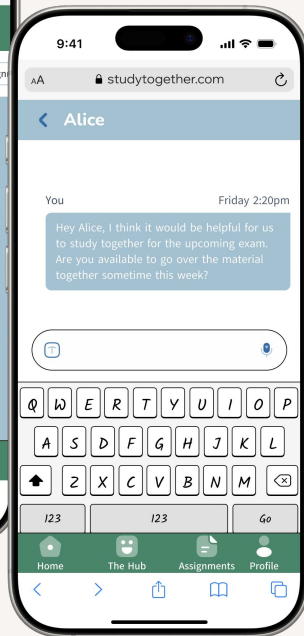 9:41
AA studytogether.com
Alice
You Friday 2:20pm
Hey Alice, I think it would be helpful for us
to study together for the upcoming exam.
Are you available to go over the material
together sometime this week?
T
Q W E R T Y U I O P
A S D F G H J K L
Z X C V B N M
123 123 Go
Home The Hub Assignments Profile